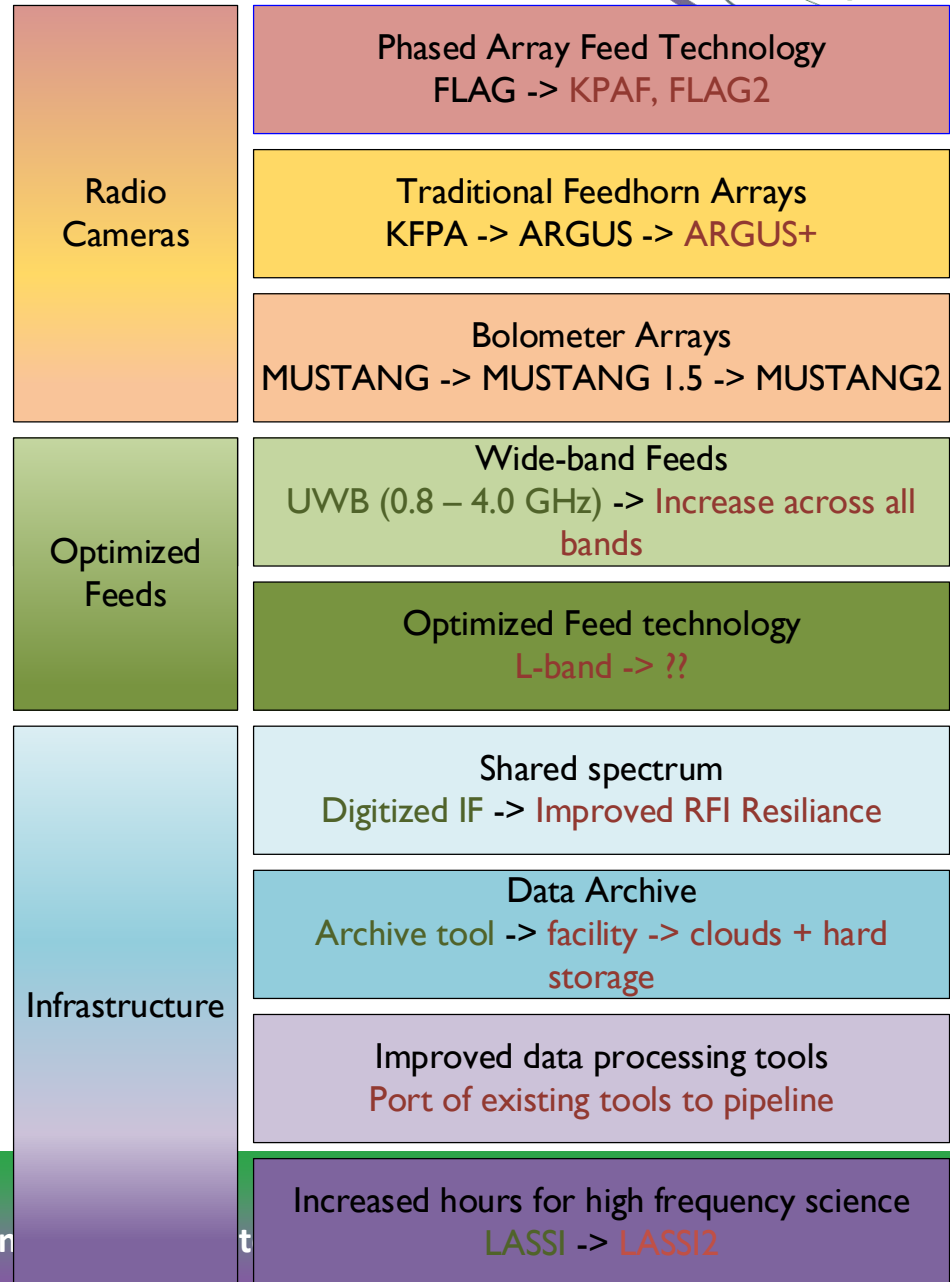 Radio
Cameras
Phased Array Feed Technology
FLAG -> KPAF, FLAG2
Traditional Feedhorn Arrays
KFPA -> ARGUS -> ARGUS+
Bolometer Arrays
MUSTANG -> MUSTANG 1.5 -> MUSTANG2
Optimized
Feeds
Wide-band Feeds
UWB (0.8 – 4.0 GHz) -> Increase across all
bands
Optimized Feed technology
L-band -> ??
Infrastructure
Shared spectrum
Digitized IF -> Improved RFI Resiliance
Data Archive
Archive tool -> facility -> clouds + hard
storage
Improved data processing tools
Port of existing tools to pipeline
Increased hours for high frequency science
LASSI -> LASSI2